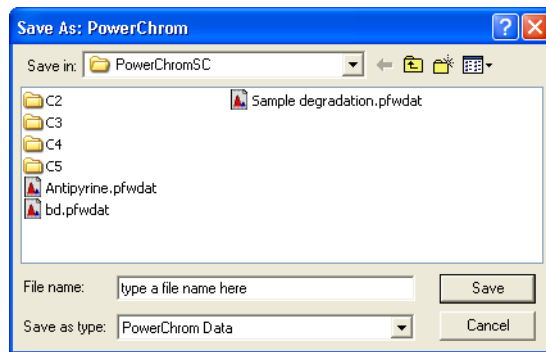 Save As: PowerChrom
Save in: PowerChromSC
C2
C3
C4
C5
Antipyrine.pfwdat
bd.pfwdat
Sample degradation.pfwdat
File name: type a file name here Save
Save as type: PowerChrom Data Cancel